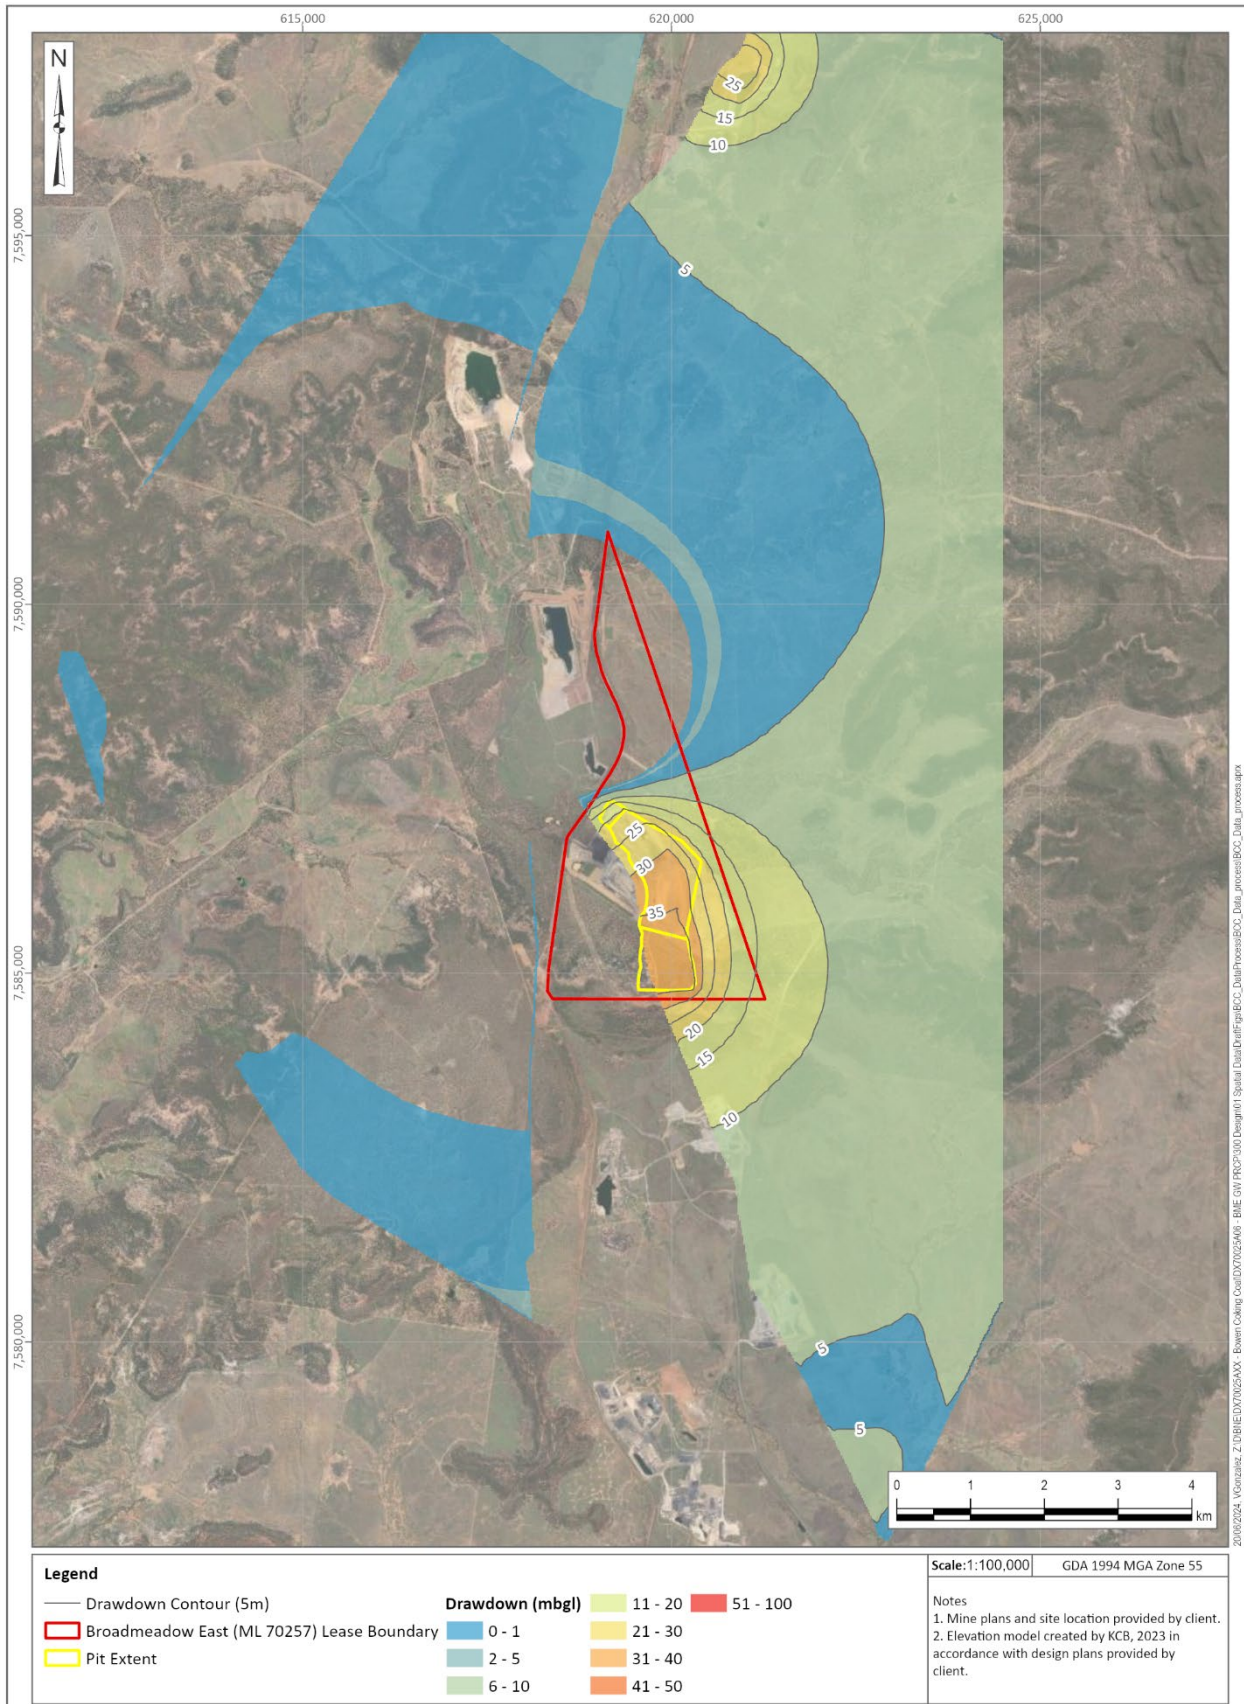 615,000 620,000 625,000
N
25
15
10
7,595,000
5
7,590,000
25
30
35
7,585,000
20
15
10
7,580,000
5
5
0 1 2 3 4
km
Legend
Drawdown Contour (5m)
Broadmeadow East (ML 70257) Lease Boundary
Pit Extent
Drawdown (mbgl)
0 - 1
2 - 5
6 - 10
11 - 20
21 - 30
31 - 40
41 - 50
51 - 100
Scale:1:100,000 GDA 1994 MGA Zone 55
Notes
1. Mine plans and site location provided by client.
2. Elevation model created by KCB, 2023 in
accordance with design plans provided by
client.